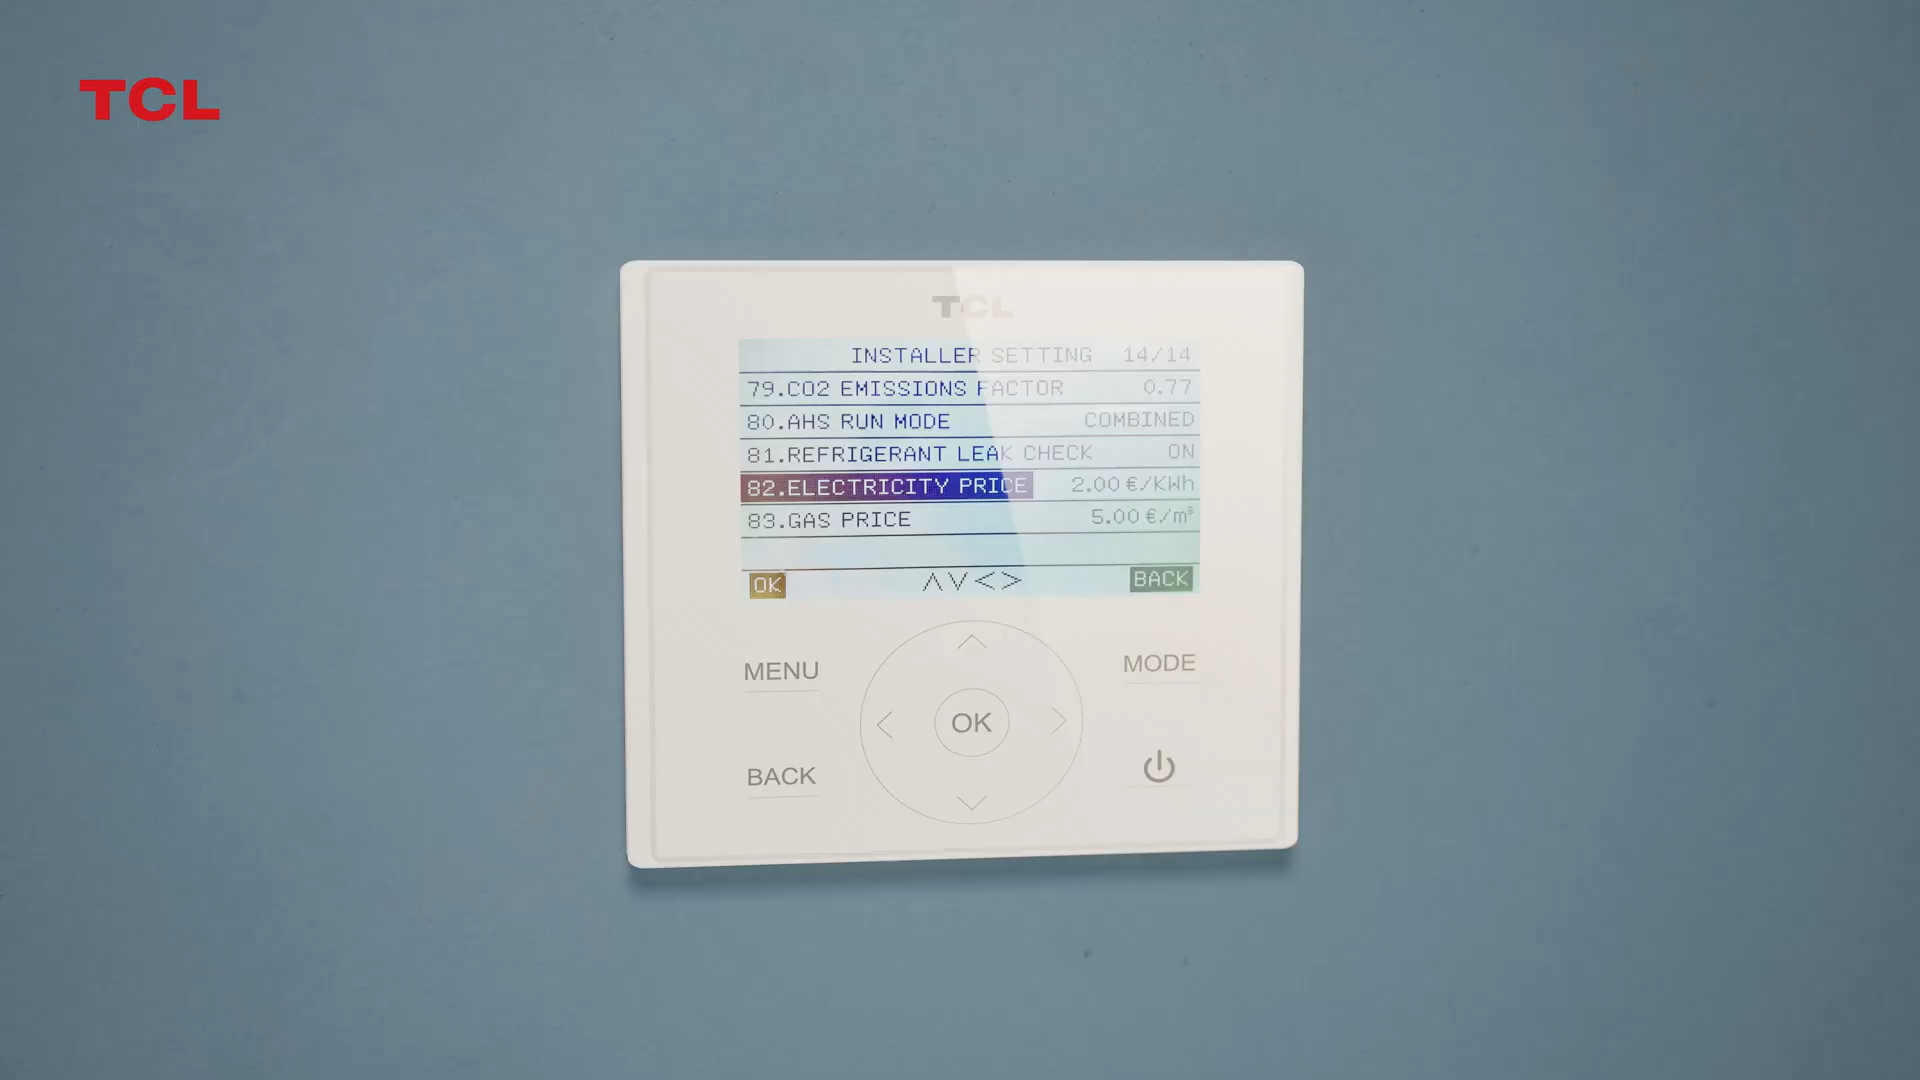 TCL
TCL
INSTALLER SETTING 14/14
79.CO2 EMISSIONS FACTOR 0.77
80.AHS RUN MODE COMBINED
81.REFRIGERANT LEAK CHECK ON
82.ELECTRICITY PRICE 2.00 €/KWh
83.GAS PRICE 5.00 €/m³
OK ∧∨<> BACK
MENU
MODE
OK
BACK